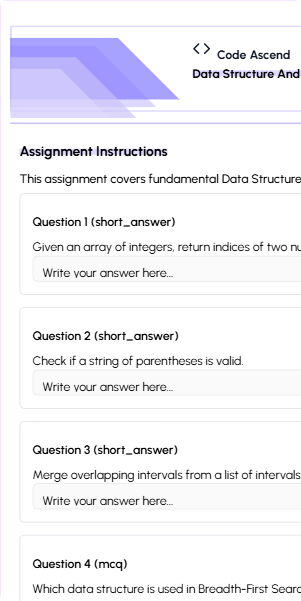 Code Ascend
Data Structure And
Assignment Instructions
This assignment covers fundamental Data Structure
Question 1 (short_answer)
Given an array of integers, return indices of two
Write your answer here...
Question 2 (short_answer)
Check if a string of parentheses is valid.
Write your answer here...
Question 3 (short_answer)
Merge overlapping intervals from a list of intervals
Write your answer here...
Question 4 (mcq)
Which data structure is used in Breadth-First